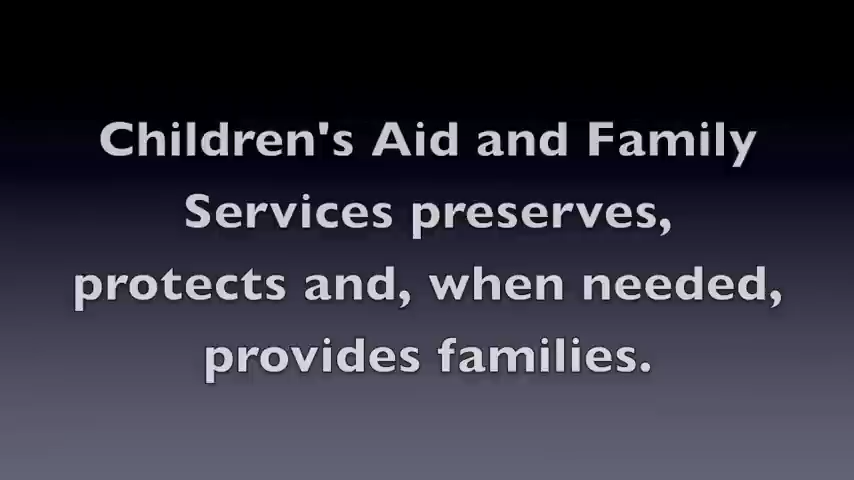 Children's Aid and Family
Services preserves,
protects and, when needed,
provides families.